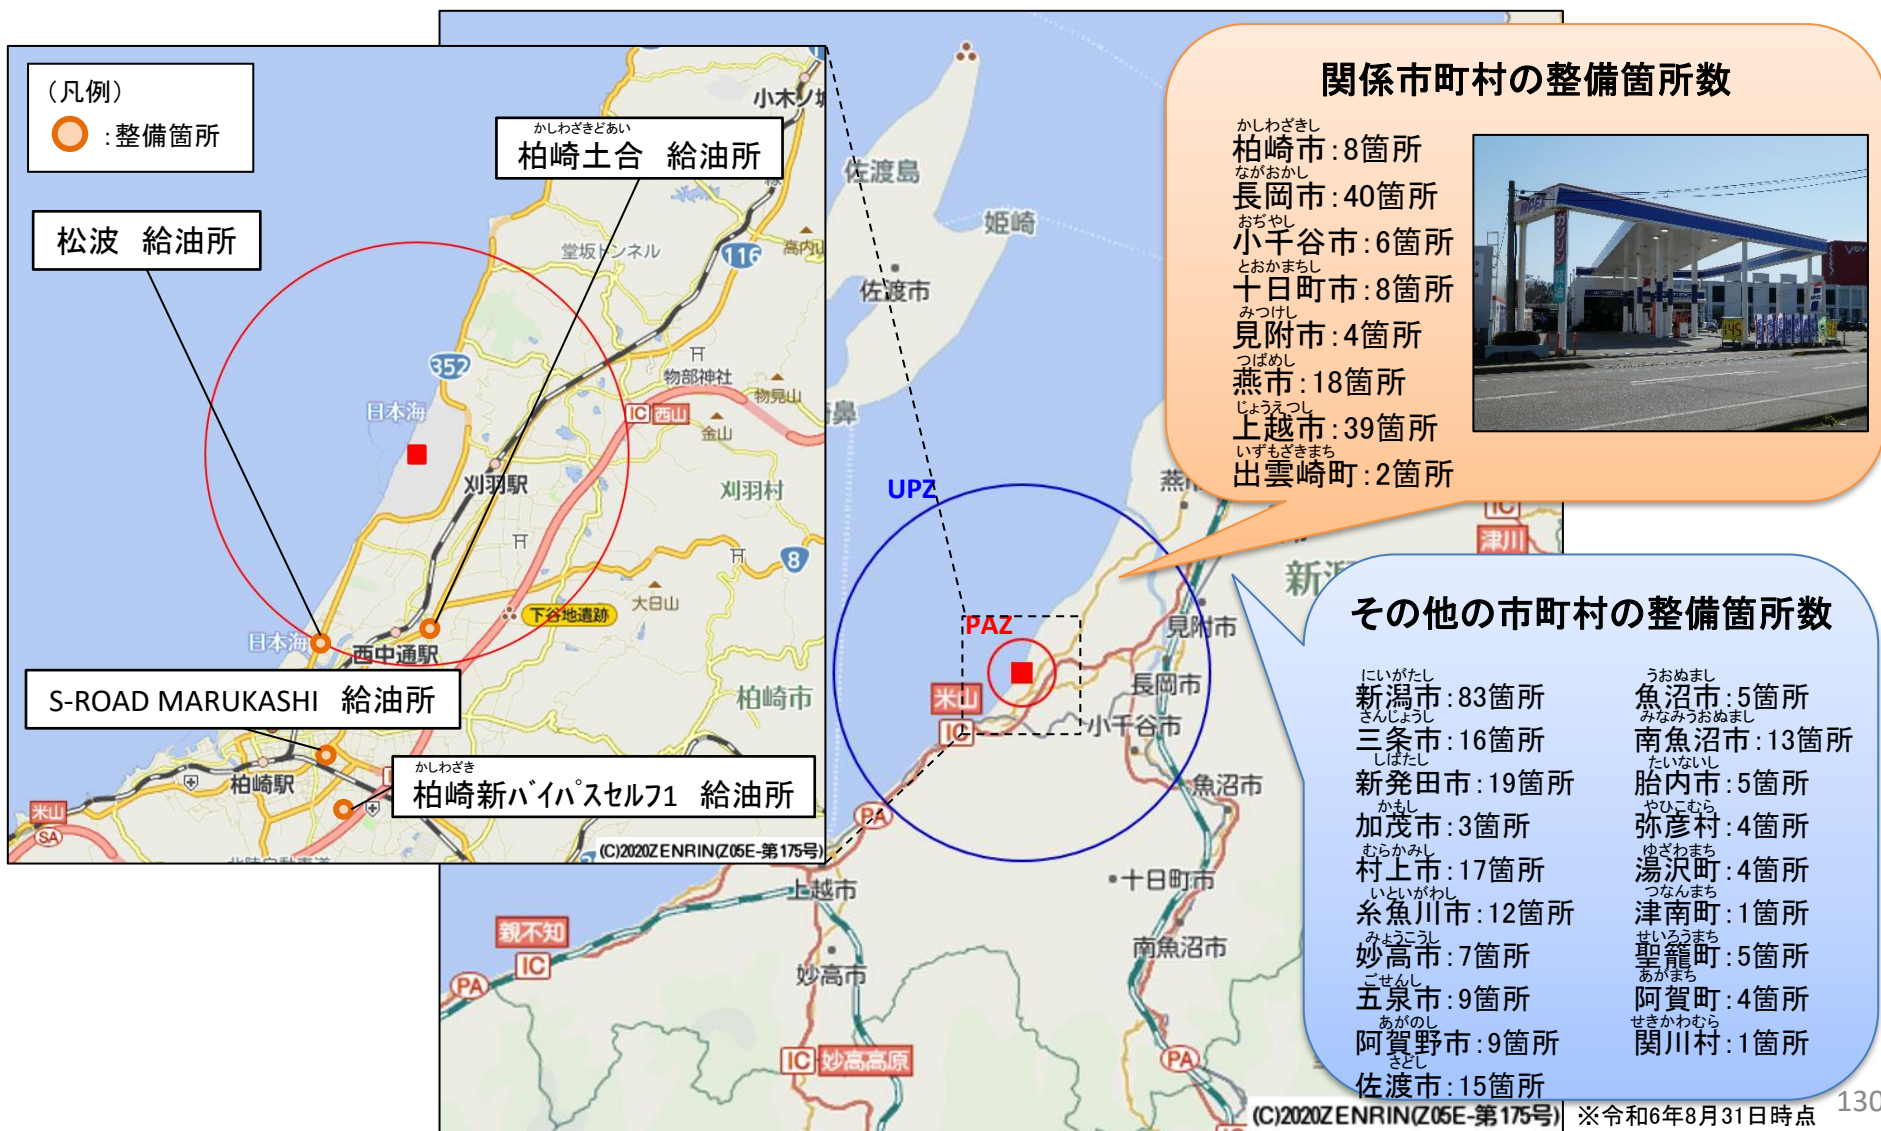 (凡例)
:整備箇所
かしわざきどあい
柏崎土合 給油所
松波 給油所
S-ROAD MARUKASHI 給油所
かしわざき
柏崎新バイパスセルフ1 給油所
小木ノ城
堂坂トンネル
116
高内山
352
物部神社
物見山
日本海
IC 西山
金山
刈羽駅
刈羽村
8
大日山
下谷地遺跡
日本海
西中通駅
柏崎市
柏崎駅
米山
SA
北陸自動車道
(C)2020ZENRIN(Z05E-第175号)
佐渡島
姫崎
佐渡市
UPZ
PAZ
米山
IC
見附市
長岡市
小千谷市
魚沼市
PA
十日町市
上越市
南魚沼市
親不知
IC
PA
妙高市
IC 妙高高原
PA
IC
津川
関係市町村の整備箇所数
かしわざきし
柏崎市:8箇所
ながおかし
長岡市:40箇所
おぢやし
小千谷市:6箇所
とおかまちし
十日町市:8箇所
みつけし
見附市:4箇所
つばめし
燕市:18箇所
じょうえつし
上越市:39箇所
いずもざきまち
出雲崎町:2箇所
その他の市町村の整備箇所数
にいがたし
新潟市:83箇所
さんじょうし
三条市:16箇所
しばたし
新発田市:19箇所
かもし
加茂市:3箇所
むらかみし
村上市:17箇所
いといがわし
糸魚川市:12箇所
みょうこうし
妙高市:7箇所
ごせんし
五泉市:9箇所
あがのし
阿賀野市:9箇所
さどし
佐渡市:15箇所
うおぬまし
魚沼市:5箇所
みなみうおぬまし
南魚沼市:13箇所
たいないし
胎内市:5箇所
やひこむら
弥彦村:4箇所
ゆざわまち
湯沢町:4箇所
つなんまち
津南町:1箇所
せいろうまち
聖籠町:5箇所
あがまち
阿賀町:4箇所
せきかわむら
関川村:1箇所
(C)2020ZENRIN(Z05E-第175号)
※令和6年8月31日時点
130